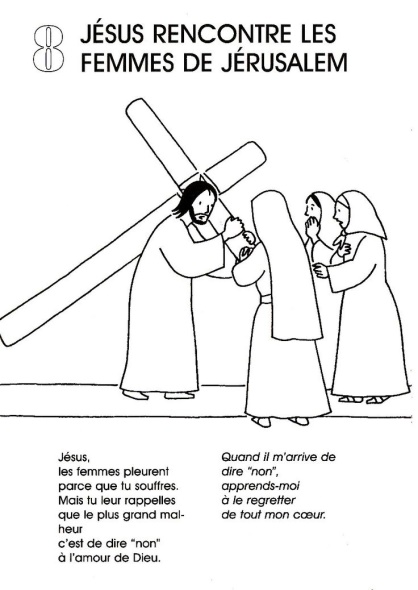 8
JÉSUS RENCONTRE LES
FEMMES DE JÉRUSALEM
Jésus,
les femmes pleurent
parce que tu souffres.
Mais tu leur rappelles
que le plus grand mal-
heur
c'est de dire "non"
à l'amour de Dieu.
Quand il m'arrive de
dire "non",
apprends-moi
à le regretter
de tout mon cœur.